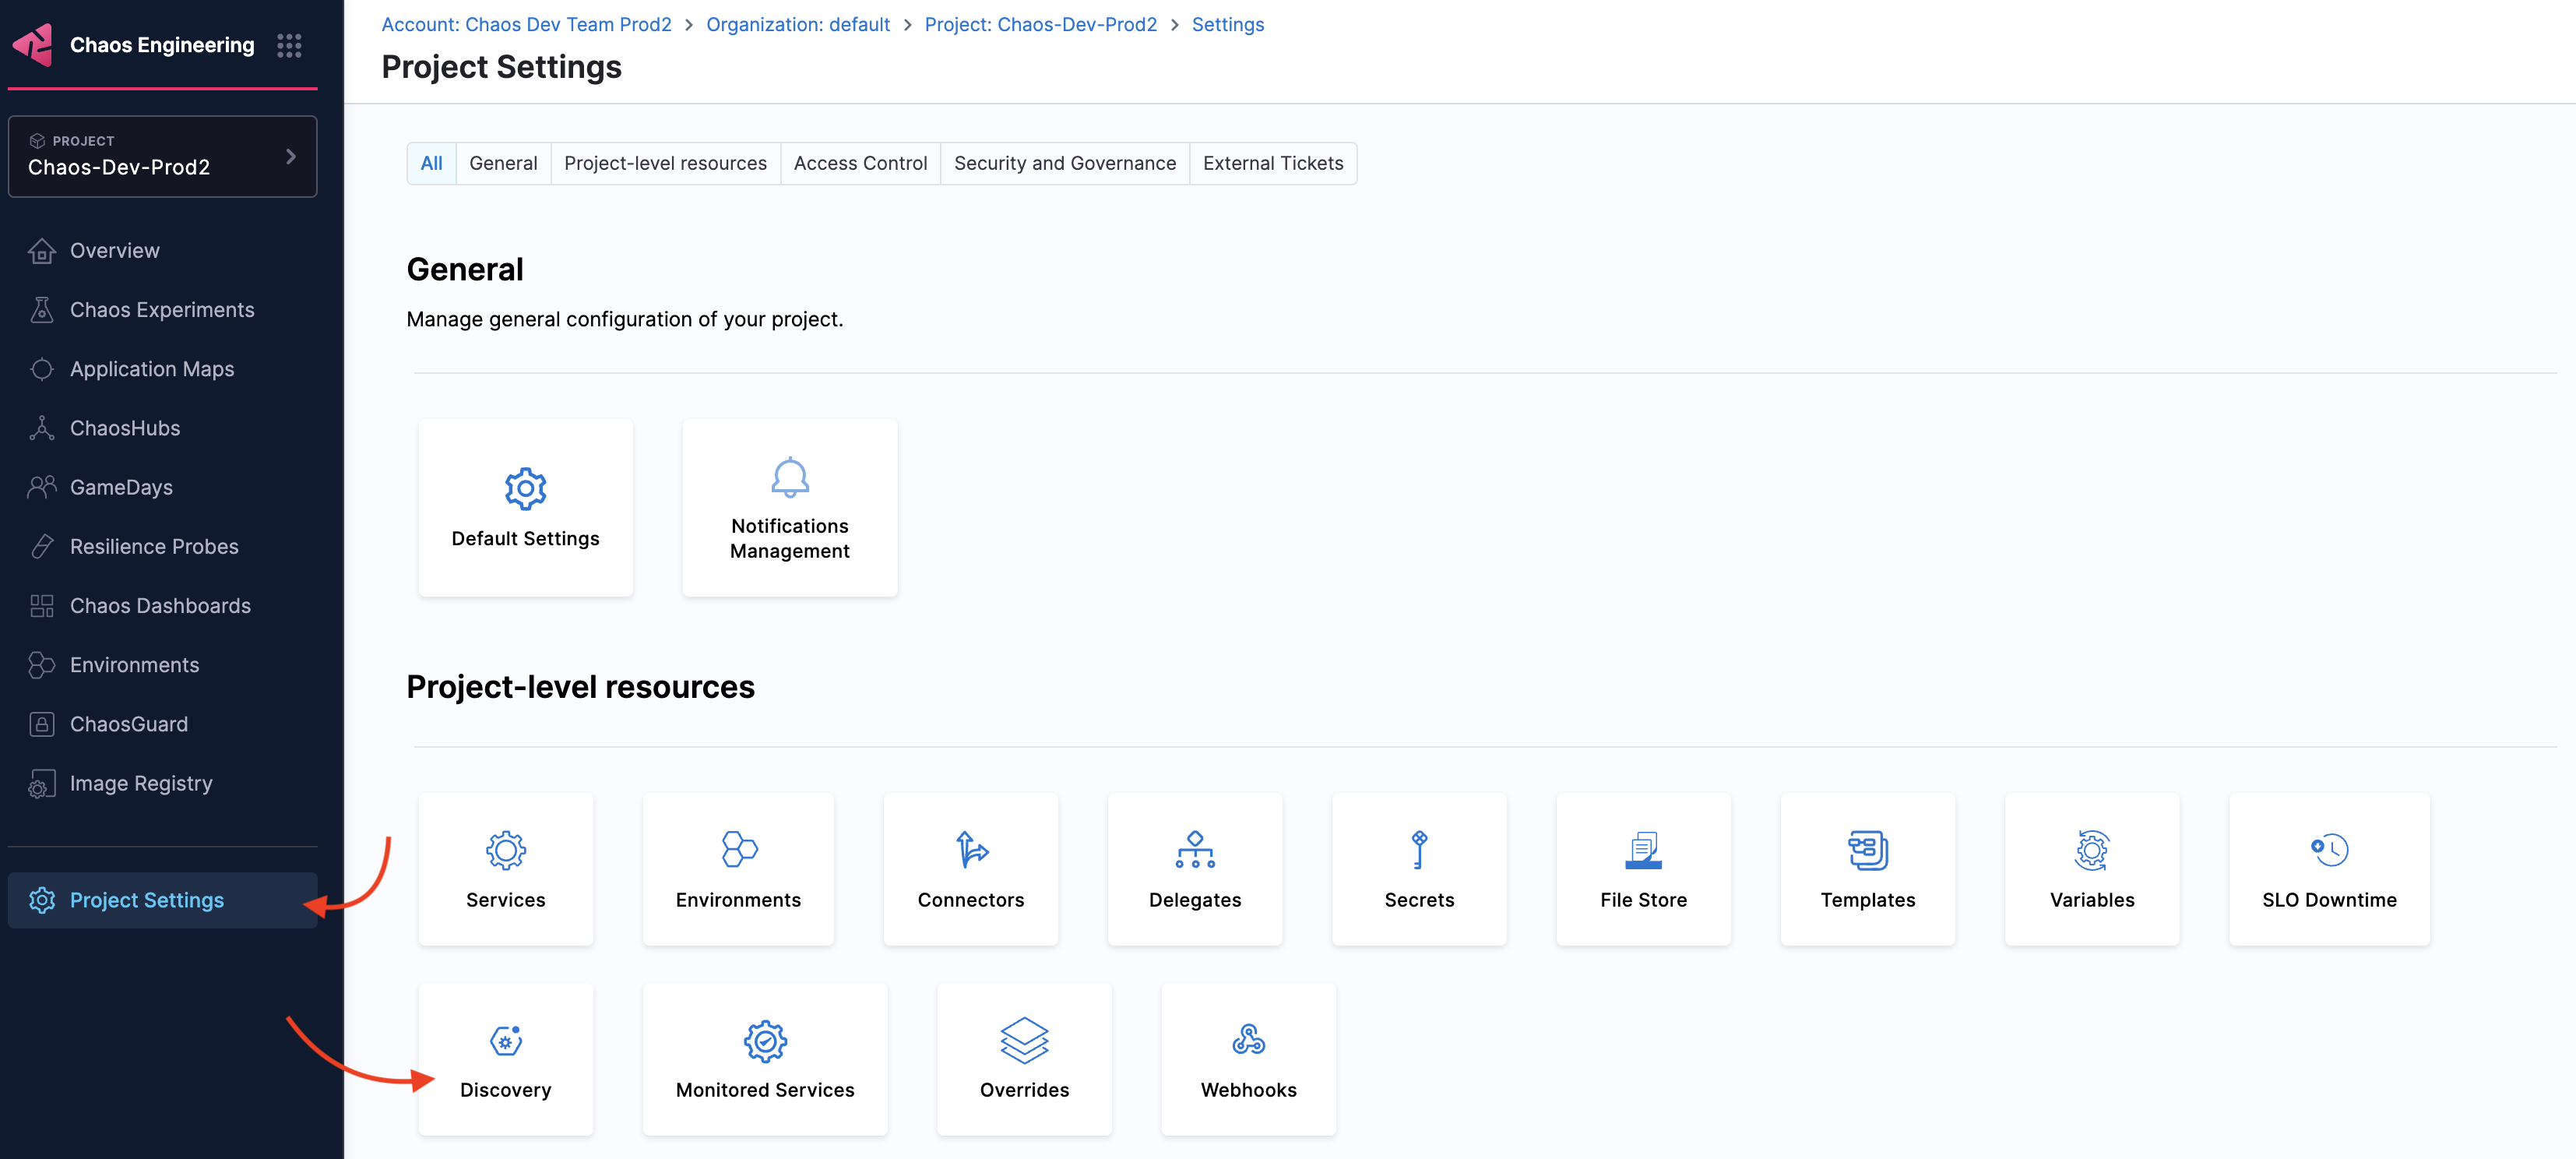 Chaos Engineering
PROJECT
Chaos-Dev-Prod2
Overview
Chaos Experiments
Application Maps
ChaosHubs
GameDays
Resilience Probes
Chaos Dashboards
Environments
ChaosGuard
Image Registry
Project Settings
Account: Chaos Dev Team Prod2 > Organization: default > Project: Chaos-Dev-Prod2 > Settings
Project Settings
All General Project-level resources Access Control Security and Governance External Tickets
General
Manage general configuration of your project.
Default Settings
Notifications
Management
Project-level resources
Services Environments Connectors Delegates Secrets File Store Templates Variables SLO Downtime
Discovery Monitored Services Overrides Webhooks